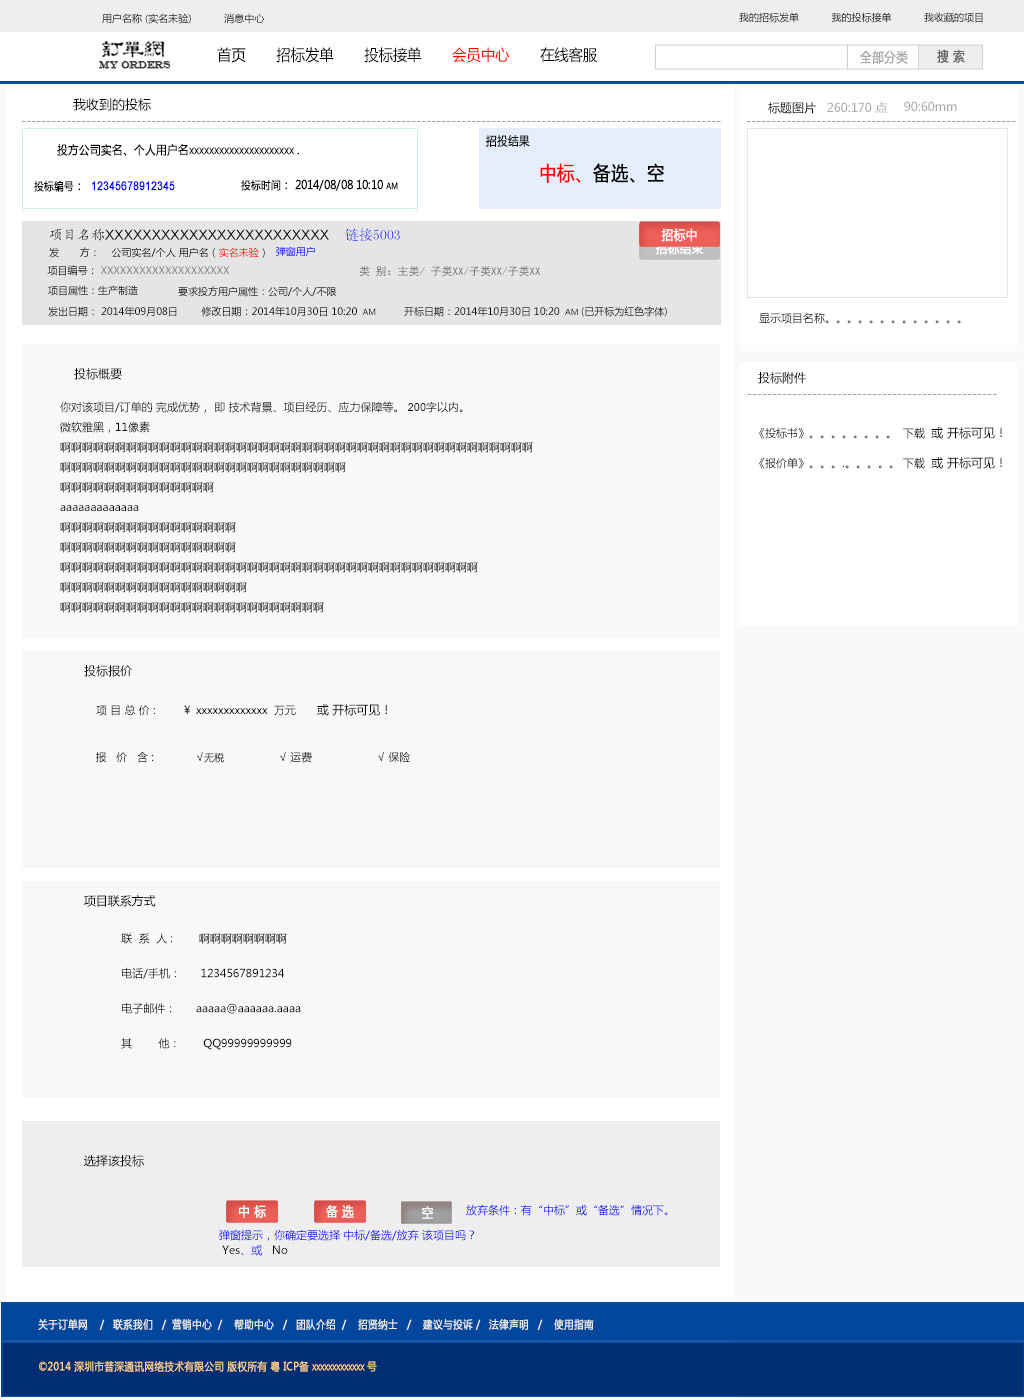 用户名称 (实名未验) 消息中心 我的招标发单 我的投标接单 我收藏的项目
訂單網
MY ORDERS
首页 招标发单 投标接单 会员中心 在线客服 全部分类 搜 索
我收到的投标
投方公司实名、个人用户名xxxxxxxxxxxxxxxxxxxxx .
投标编号： 12345678912345 投标时间： 2014/08/08 10:10 AM
招投结果
中标、备选、空
项目名称XXXXXXXXXXXXXXXXXXXXXXXX 链接5003 招标中
招标结果
发 方： 公司实名/个人 用户名 ( 实名未验 ) 弹窗用户
项目编号： XXXXXXXXXXXXXXXXXXXX 类 别：主类/ 子类XX/子类XX/子类XX
项目属性：生产制造 要求投方用户属性：公司/个人/不限
发出日期： 2014年09月08日 修改日期：2014年10月30日 10:20 AM 开标日期：2014年10月30日 10:20 AM (已开标为红色字体)
投标概要
你对该项目/订单的 完成优势， 即 技术背景、项目经历、应力保障等。 200字以内。
微软雅黑，11像素
啊啊啊啊啊啊啊啊啊啊啊啊啊啊啊啊啊啊啊啊啊啊啊啊啊啊啊啊啊啊啊啊啊啊啊啊啊啊啊啊啊啊啊
啊啊啊啊啊啊啊啊啊啊啊啊啊啊啊啊啊啊啊啊啊啊啊啊啊啊
啊啊啊啊啊啊啊啊啊啊啊啊啊啊
aaaaaaaaaaaaa
啊啊啊啊啊啊啊啊啊啊啊啊啊啊啊啊
啊啊啊啊啊啊啊啊啊啊啊啊啊啊啊啊
啊啊啊啊啊啊啊啊啊啊啊啊啊啊啊啊啊啊啊啊啊啊啊啊啊啊啊啊啊啊啊啊啊啊啊啊啊啊
啊啊啊啊啊啊啊啊啊啊啊啊啊啊啊啊啊
啊啊啊啊啊啊啊啊啊啊啊啊啊啊啊啊啊啊啊啊啊啊啊啊
投标报价
项 目 总 价： ¥ xxxxxxxxxxxxx 万元 或 开标可见！
报 价 含： √无税 √ 运费 √ 保险
项目联系方式
联 系 人： 啊啊啊啊啊啊啊啊
电话/手机： 1234567891234
电子邮件： aaaaa@aaaaaa.aaaa
其 他： QQ99999999999
选择该投标
中 标 备 选 空 放弃条件：有 “中标” 或 “备选” 情况下。
弹窗提示，你确定要选择 中标/备选/放弃 该项目吗？
Yes、或 No
标题图片 260:170 点 90:60mm
显示项目名称。。。。。。。。。。。。。
投标附件
《投标书》。。。。。。。。 下载 或 开标可见！
《报价单》。。。.。。。。。 下载 或 开标可见！
关于订单网 / 联系我们 / 营销中心 / 帮助中心 / 团队介绍 / 招贤纳士 / 建议与投诉 / 法律声明 / 使用指南
©2014 深圳市普深通讯网络技术有限公司 版权所有 粤 ICP备 xxxxxxxxxxxx 号